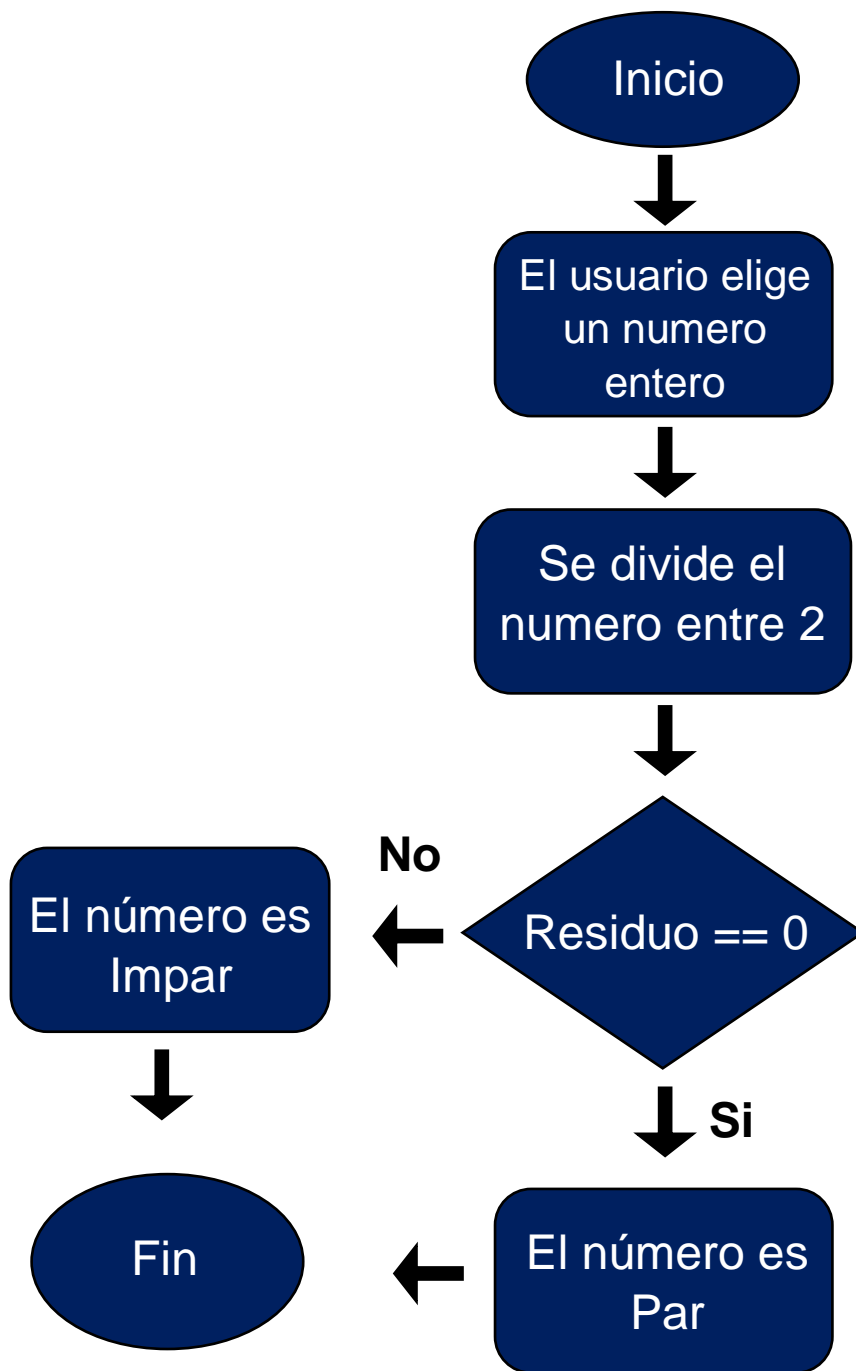 Inicio
El usuario elige
un numero
entero
Se divide el
numero entre 2
No
Residuo == 0
El número es
Impar
Si
El número es
Par
Fin